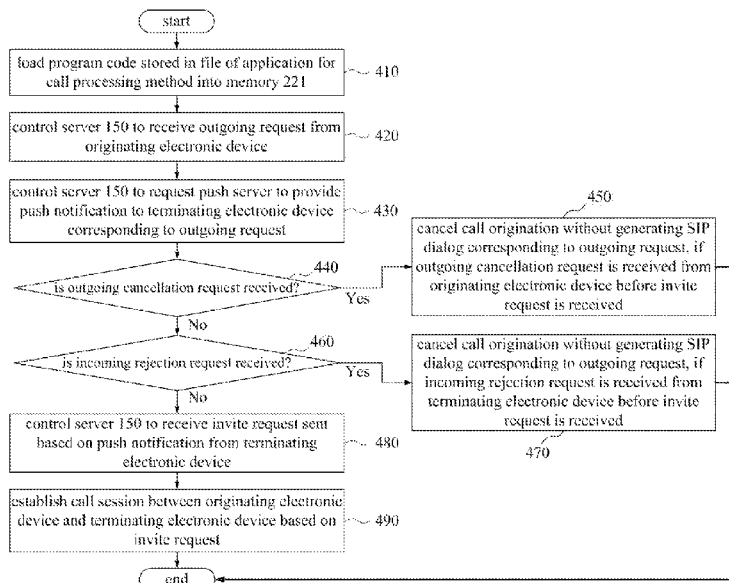 start
load program code stored in file of application for
call processing method into memory 221
410
control server 150 to receive outgoing request from
originating electronic device
420
control server 150 to request push server to provide
push notification to terminating electronic device
corresponding to outgoing request
430
440
is outgoing cancellation request received?
Yes
450
cancel call origination without generating SIP
dialog corresponding to outgoing request, if
outgoing cancellation request is received from
originating electronic device before invite
request is received
No
460
is incoming rejection request received?
Yes
cancel call origination without generating SIP
dialog corresponding to outgoing request, if
incoming rejection request is received from
terminating electronic device before invite
request is received
470
No
control server 150 to receive invite request sent
based on push notification from terminating
electronic device
480
establish call session between originating electronic
device and terminating electronic device based on
invite request
490
end